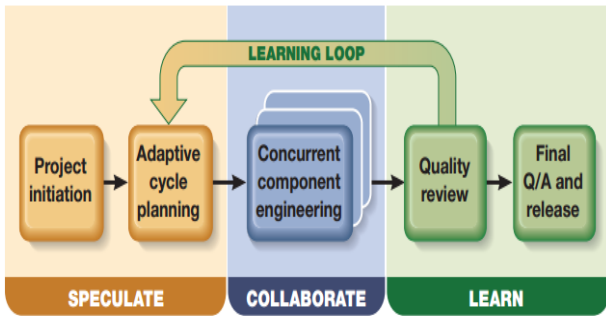 LEARNING LOOP
Project
initiation
Adaptive
cycle
planning
Concurrent
component
engineering
Quality
review
Final
Q/A and
release
SPECULATE
COLLABORATE
LEARN